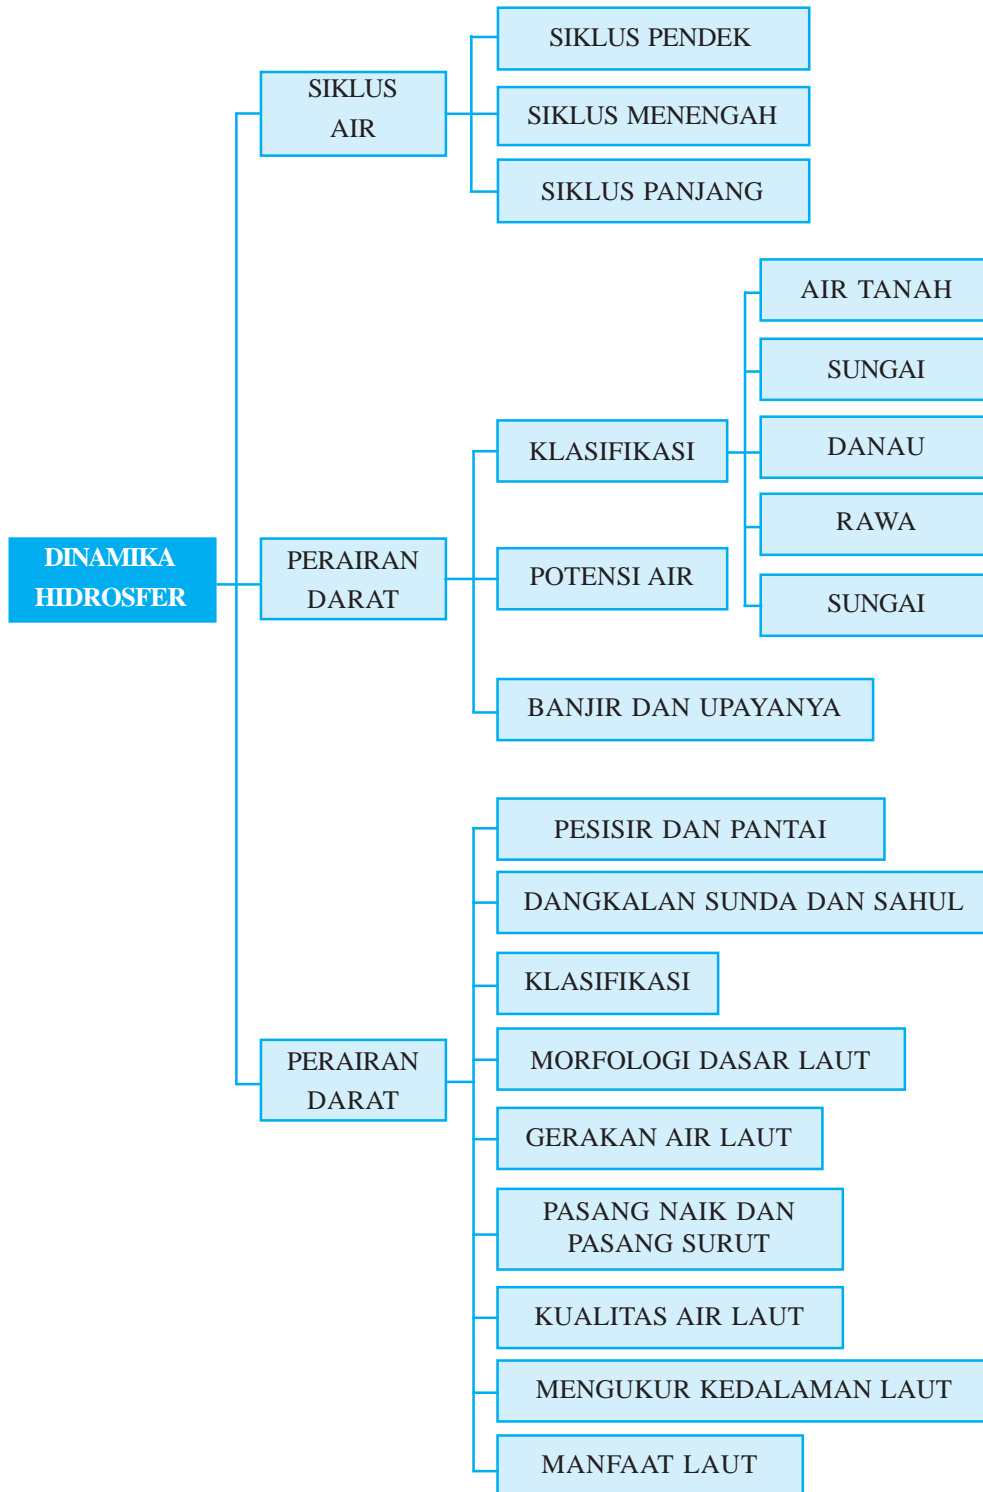 SIKLUS PENDEK
SIKLUS
AIR
SIKLUS MENENGAH
SIKLUS PANJANG
AIR TANAH
SUNGAI
KLASIFIKASI
DANAU
RAWA
DINAMIKA
HIDROSFER
PERAIRAN
DARAT
POTENSI AIR
SUNGAI
BANJIR DAN UPAYANYA
PESISIR DAN PANTAI
DANGKALAN SUNDA DAN SAHUL
KLASIFIKASI
PERAIRAN
DARAT
MORFOLOGI DASAR LAUT
GERAKAN AIR LAUT
PASANG NAIK DAN
PASANG SURUT
KUALITAS AIR LAUT
MENGUKUR KEDALAMAN LAUT
MANFAAT LAUT